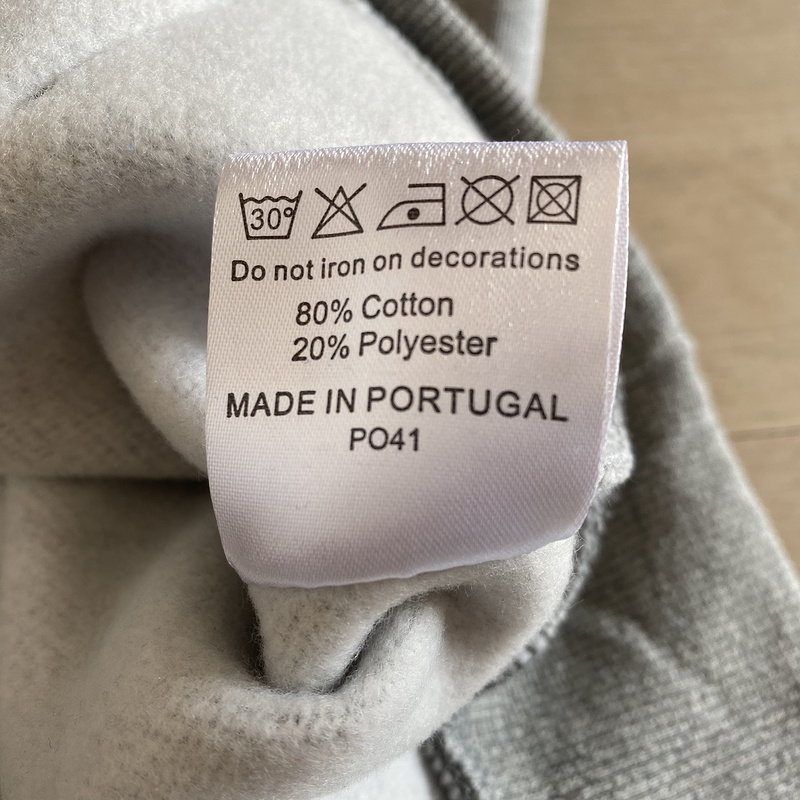 30°
Do not iron on decorations
80% Cotton
20% Polyester
MADE IN PORTUGAL
PO41